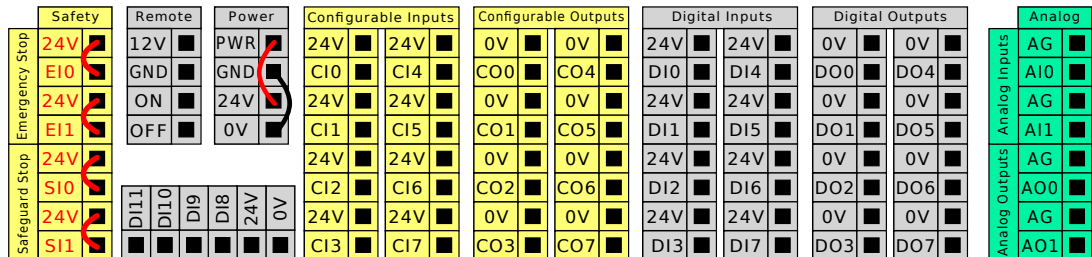 Safety
Remote
Power
Configurable Inputs
Configurable Outputs
Digital Inputs
Digital Outputs
Analog
Emergency Stop
24V
EI0
24V
EI1
Safeguard Stop
24V
SI0
24V
SI1
12V
GND
ON
OFF
PWR
GND
24V
0V
DI11
DI10
DI9
DI8
24V
0V
24V 24V
CI0 CI4
24V 24V
CI1 CI5
24V 24V
CI2 CI6
24V 24V
CI3 CI7
0V 0V
CO0 CO4
0V 0V
CO1 CO5
0V 0V
CO2 CO6
0V 0V
CO3 CO7
24V 24V
DI0 DI4
24V 24V
DI1 DI5
24V 24V
DI2 DI6
24V 24V
DI3 DI7
0V 0V
DO0 DO4
0V 0V
DO1 DO5
0V 0V
DO2 DO6
0V 0V
DO3 DO7
Analog Inputs
AG
AI0
AG
AI1
Analog Outputs
AG
AO0
AG
AO1